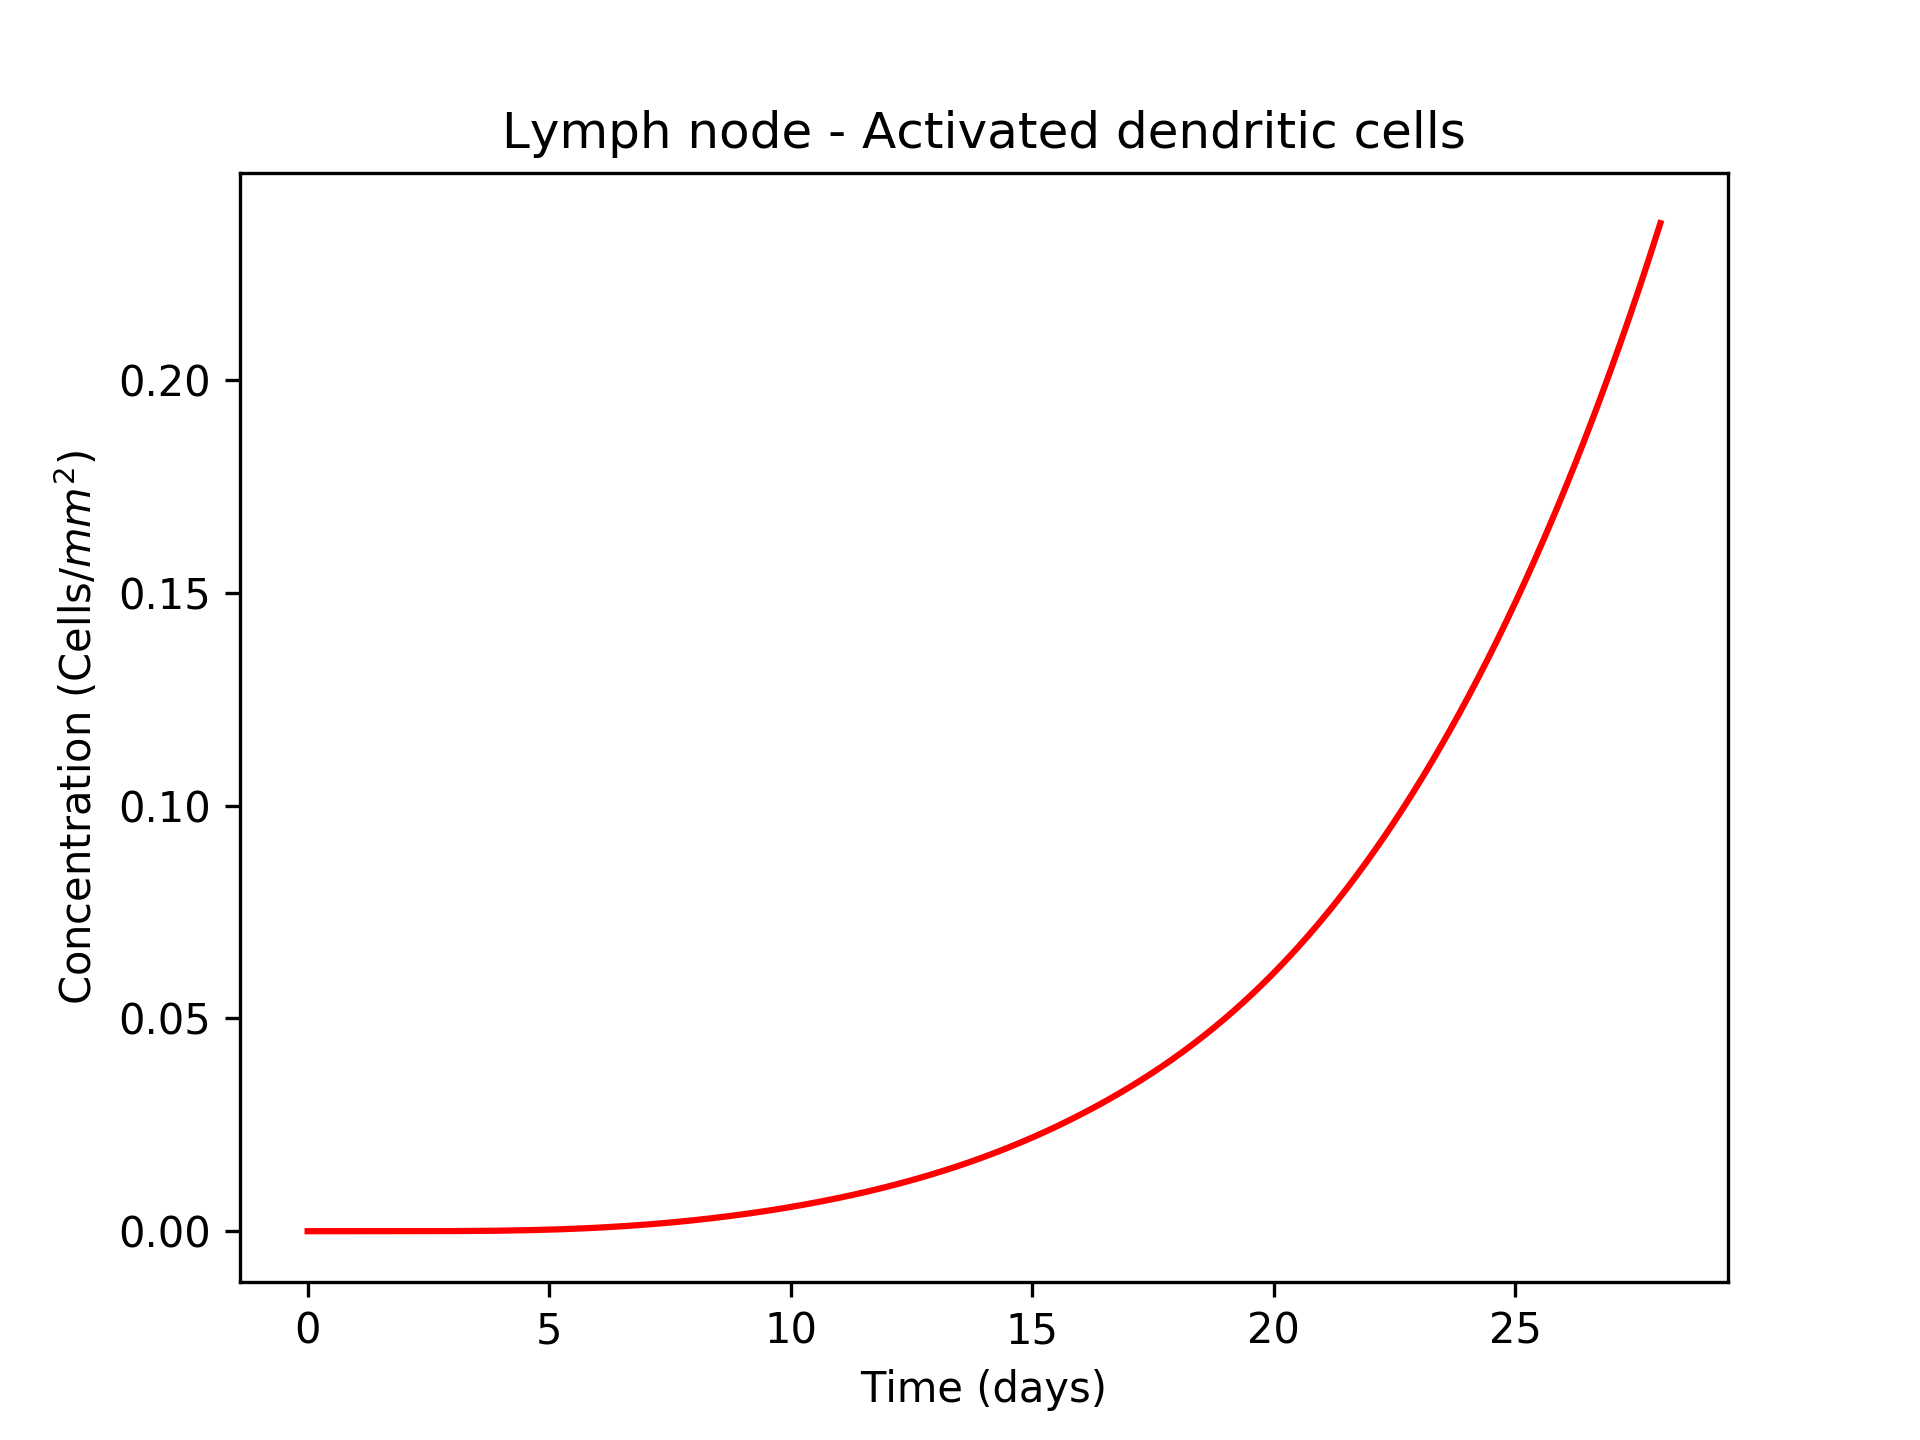 Lymph node - Activated dendritic cells
Concentration (Cells/mm²)
0.20
0.15
0.10
0.05
0.00
0 5 10 15 20 25
Time (days)